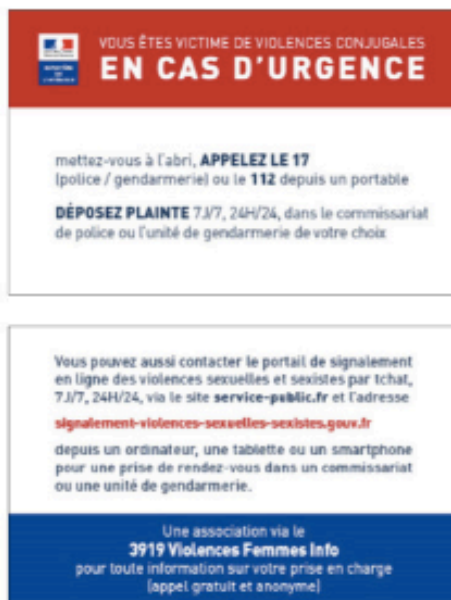 VOUS ÊTES VICTIME DE VIOLENCES CONJUGALES
EN CAS D'URGENCE
mettez-vous à l'abri, APPELEZ LE 17
(police / gendarmerie) ou le 112 depuis un portable
DÉPOSEZ PLAINTE 7J/7, 24H/24, dans le commissariat
de police ou l'unité de gendarmerie de votre choix
Vous pouvez aussi contacter le portail de signalement
en ligne des violences sexuelles et sexistes par tchat,
7J/7, 24H/24, via le site service-public.fr et l'adresse
signalement-violences-sexuelles-sexistes.gouv.fr
depuis un ordinateur, une tablette ou un smartphone
pour une prise de rendez-vous dans un commissariat
ou une unité de gendarmerie.
Une association via le
3919 Violences Femmes Info
pour toute information sur votre prise en charge
(appel gratuit et anonyme)